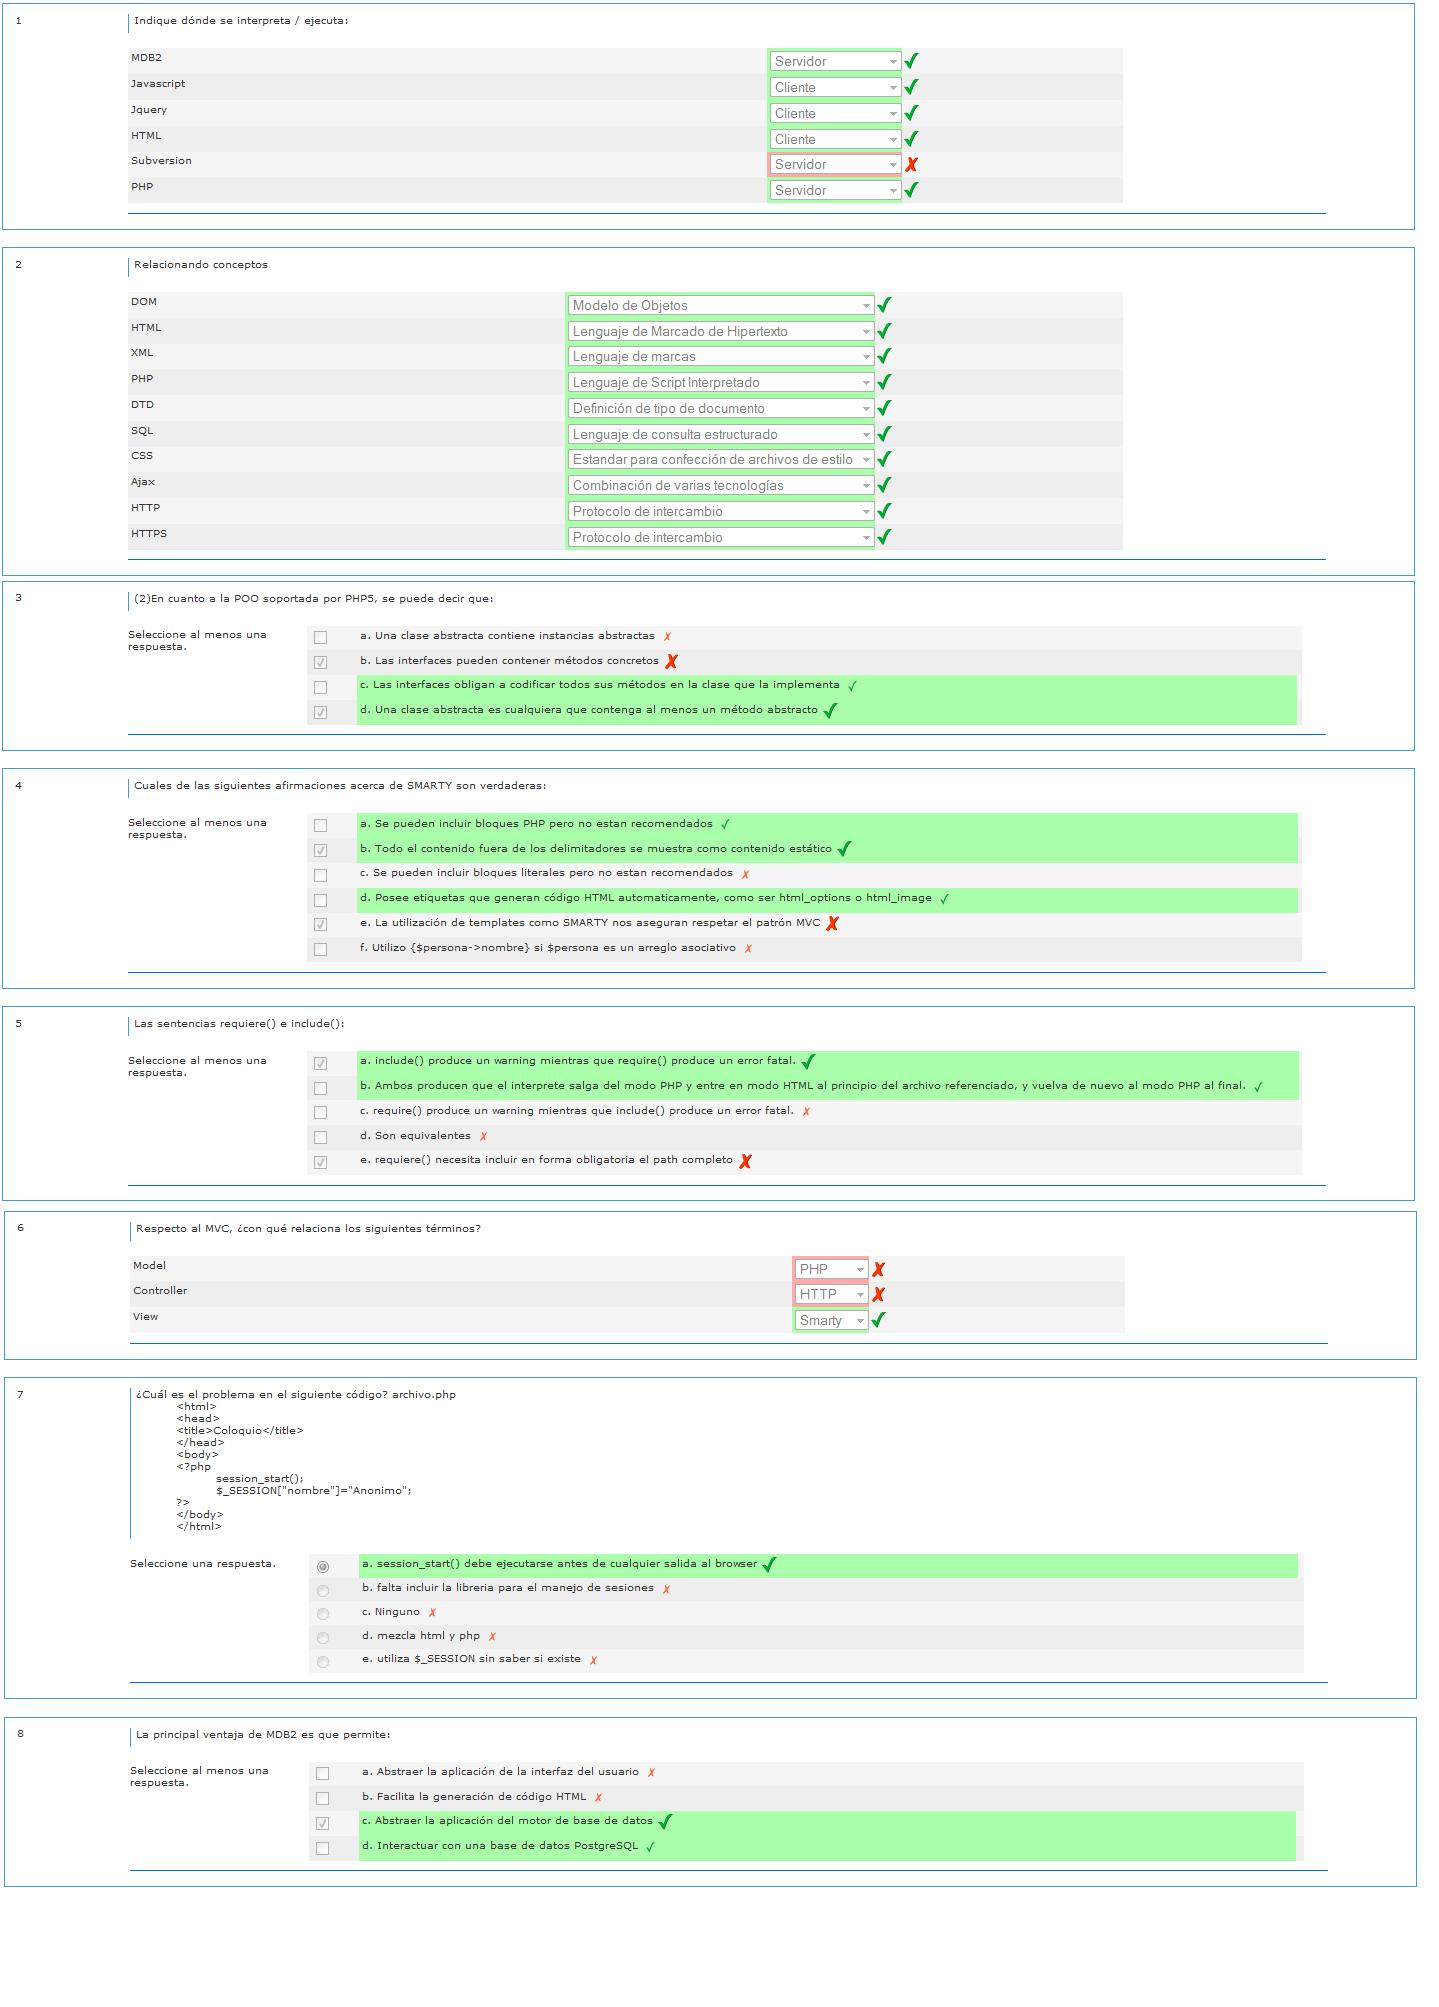 1
Indique dónde se interpreta / ejecuta:
MDB2 Servidor
Javascript Cliente
Jquery Cliente
HTML Cliente
Subversion Servidor
PHP Servidor
2
Relacionando conceptos
DOM Modelo de Objetos
HTML Lenguaje de Marcado de Hipertexto
XML Lenguaje de marcas
PHP Lenguaje de Script Interpretado
DTD Definición de tipo de documento
SQL Lenguaje de consulta estructurado
CSS Estandar para confección de archivos de estilo
Ajax Combinación de varias tecnologías
HTTP Protocolo de intercambio
HTTPS Protocolo de intercambio
3
(2)En cuanto a la POO soportada por PHP5, se puede decir que:
Seleccione al menos una
respuesta.
a. Una clase abstracta contiene instancias abstractas
b. Las interfaces pueden contener métodos concretos
c. Las interfaces obligan a codificar todos sus métodos en la clase que la implementa
d. Una clase abstracta es cualquiera que contenga al menos un método abstracto
4
Cuales de las siguientes afirmaciones acerca de SMARTY son verdaderas:
Seleccione al menos una
respuesta.
a. Se pueden incluir bloques PHP pero no estan recomendados
b. Todo el contenido fuera de los delimitadores se muestra como contenido estático
c. Se pueden incluir bloques literales pero no estan recomendados
d. Posee etiquetas que generan código HTML automaticamente, como ser html_options o html_image
e. La utilización de templates como SMARTY nos aseguran respetar el patrón MVC
f. Utilizo {$persona->nombre} si $persona es un arreglo asociativo
5
Las sentencias requiere() e include():
Seleccione al menos una
respuesta.
a. include() produce un warning mientras que require() produce un error fatal.
b. Ambos producen que el interprete salga del modo PHP y entre en modo HTML al principio del archivo referenciado, y vuelva de nuevo al modo PHP al final.
c. require() produce un warning mientras que include() produce un error fatal.
d. Son equivalentes
e. requiere() necesita incluir en forma obligatoria el path completo
6
Respecto al MVC, ¿con qué relaciona los siguientes términos?
Model PHP
Controller HTTP
View Smarty
7
¿Cuál es el problema en el siguiente código? archivo.php
<html>
<head>
<title>Coloquio</title>
</head>
<body>
<?php
session_start();
$_SESSION["nombre"]="Anonimo";
?>
</body>
</html>
Seleccione una respuesta.
a. session_start() debe ejecutarse antes de cualquier salida al browser
b. falta incluir la libreria para el manejo de sesiones
c. Ninguno
d. mezcla html y php
e. utiliza $_SESSION sin saber si existe
8
La principal ventaja de MDB2 es que permite:
Seleccione al menos una
respuesta.
a. Abstraer la aplicación de la interfaz del usuario
b. Facilita la generación de código HTML
c. Abstraer la aplicación del motor de base de datos
d. Interactuar con una base de datos PostgreSQL